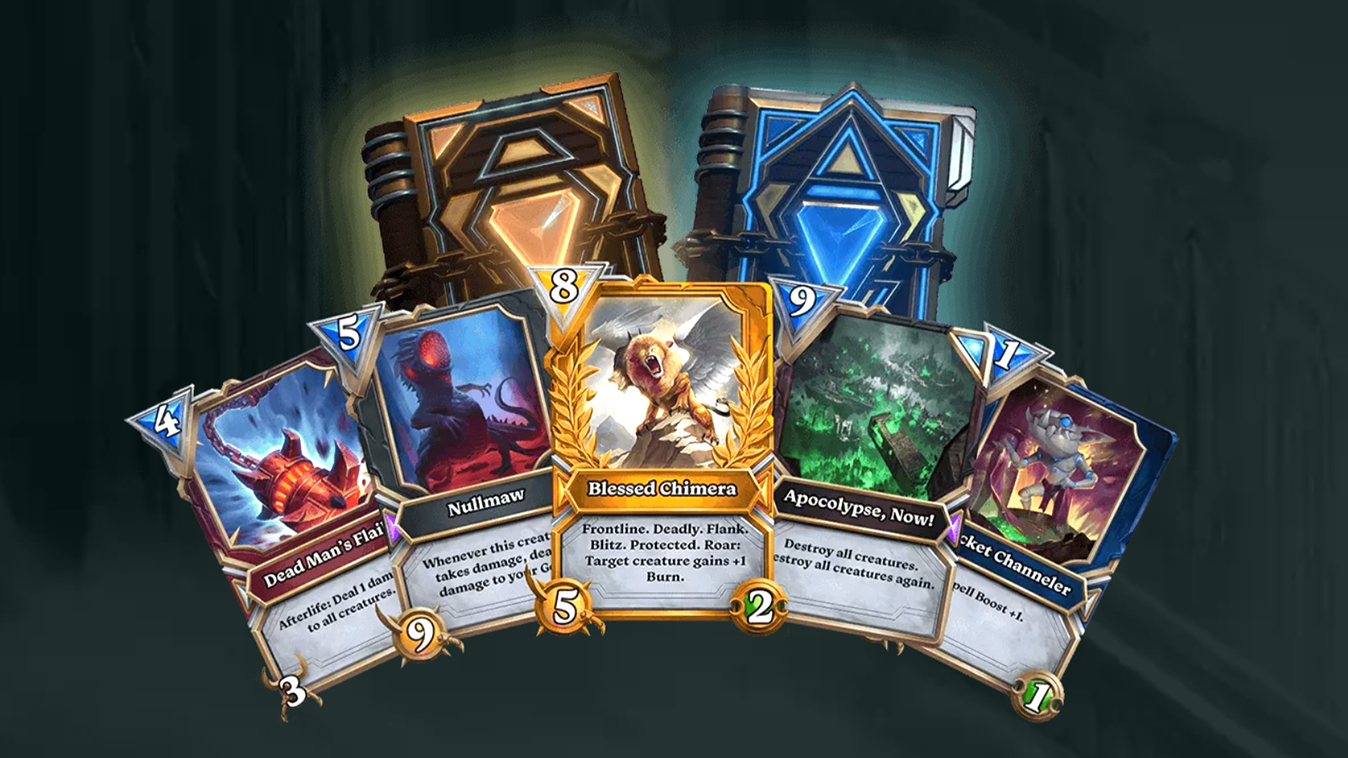 4
Dead Man's Flai
Afterlife: Deal 1 dam
to all creatures.
3
5
Nullmaw
Whenever this creat
takes damage, dea
damage to your G
9
8
Blessed Chimera
Frontline. Deadly. Flank.
Blitz. Protected. Roar:
Target creature gains +1
Burn.
5
2
9
Apocolypse, Now!
Destroy all creatures.
estroy all creatures again.
1
cket Channeler
pell Boost +1.
1